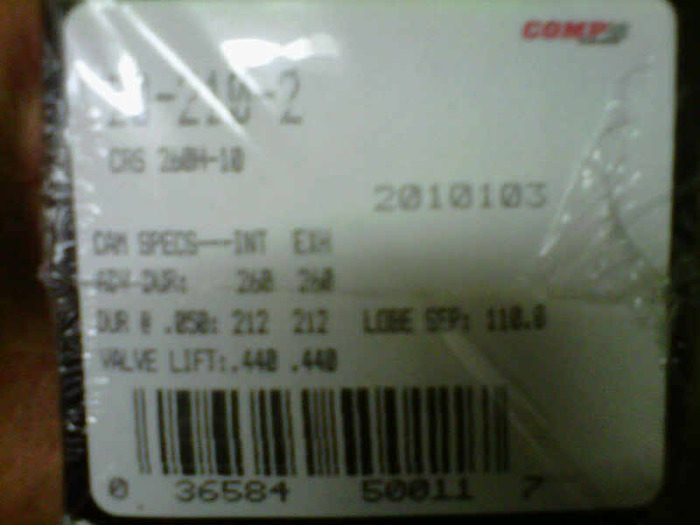 COMP
-210-2
CRS 260H-10
2010103
CAM SPECS---INT EXH
ADV DUR: 260 260
DUR @ .050: 212 212 LOBE SEP: 110.0
VALVE LIFT:.440 .440
0 36584 50011 7